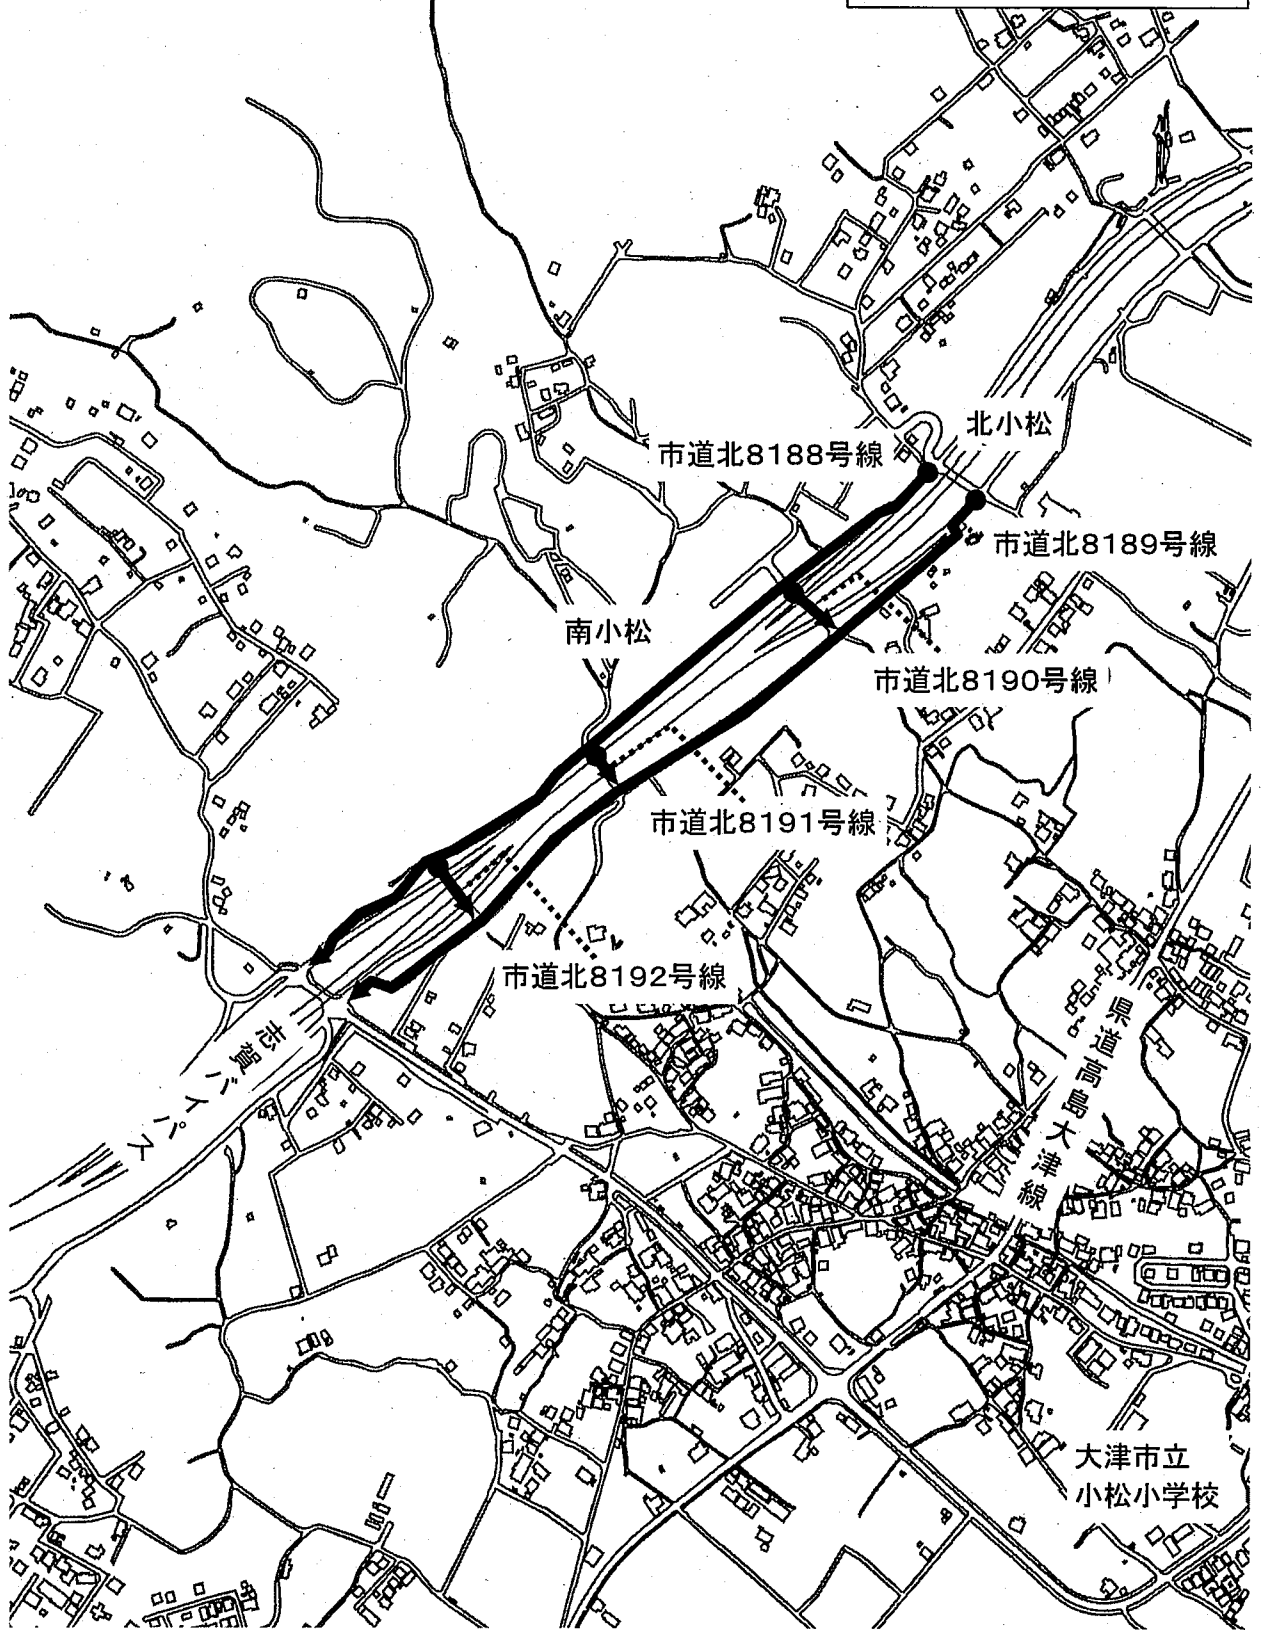 北小松
市道北8188号線
市道北8189号線
南小松
市道北8190号線
市道北8191号線
市道北8192号線
県道高島大津線
志賀バイパス
大津市立
小松小学校